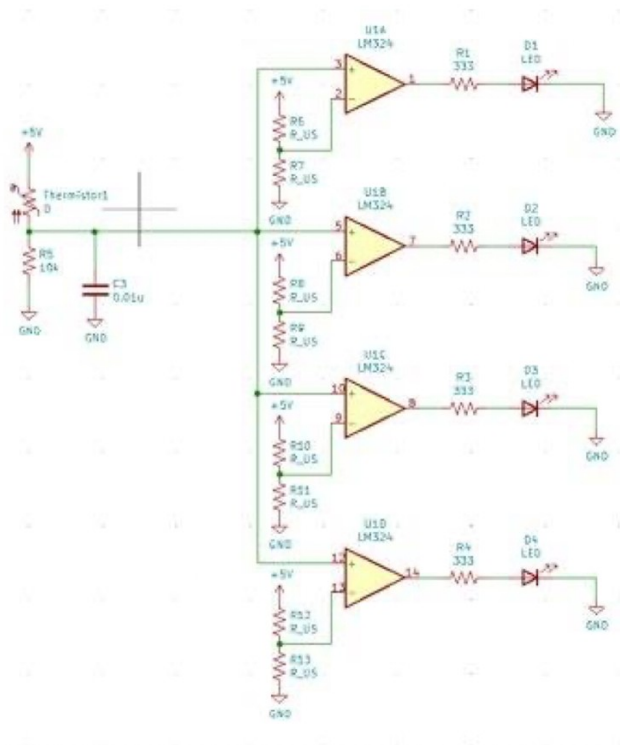 U1A
LM324
3
+
2
-
1
R1
333
D1
LED
GND
+5V
R6
R_US
R7
R_US
GND
+5V
Thermistor1
R5
10k
GND
C3
0.01u
GND
U1B
LM324
5
+
6
-
7
R2
333
D2
LED
GND
+5V
R8
R_US
R9
R_US
GND
U1C
LM324
10
+
9
-
8
R3
333
D3
LED
GND
+5V
R10
R_US
R11
R_US
GND
U1D
LM324
12
+
13
-
14
R4
333
D4
LED
GND
+5V
R12
R_US
R13
R_US
GND